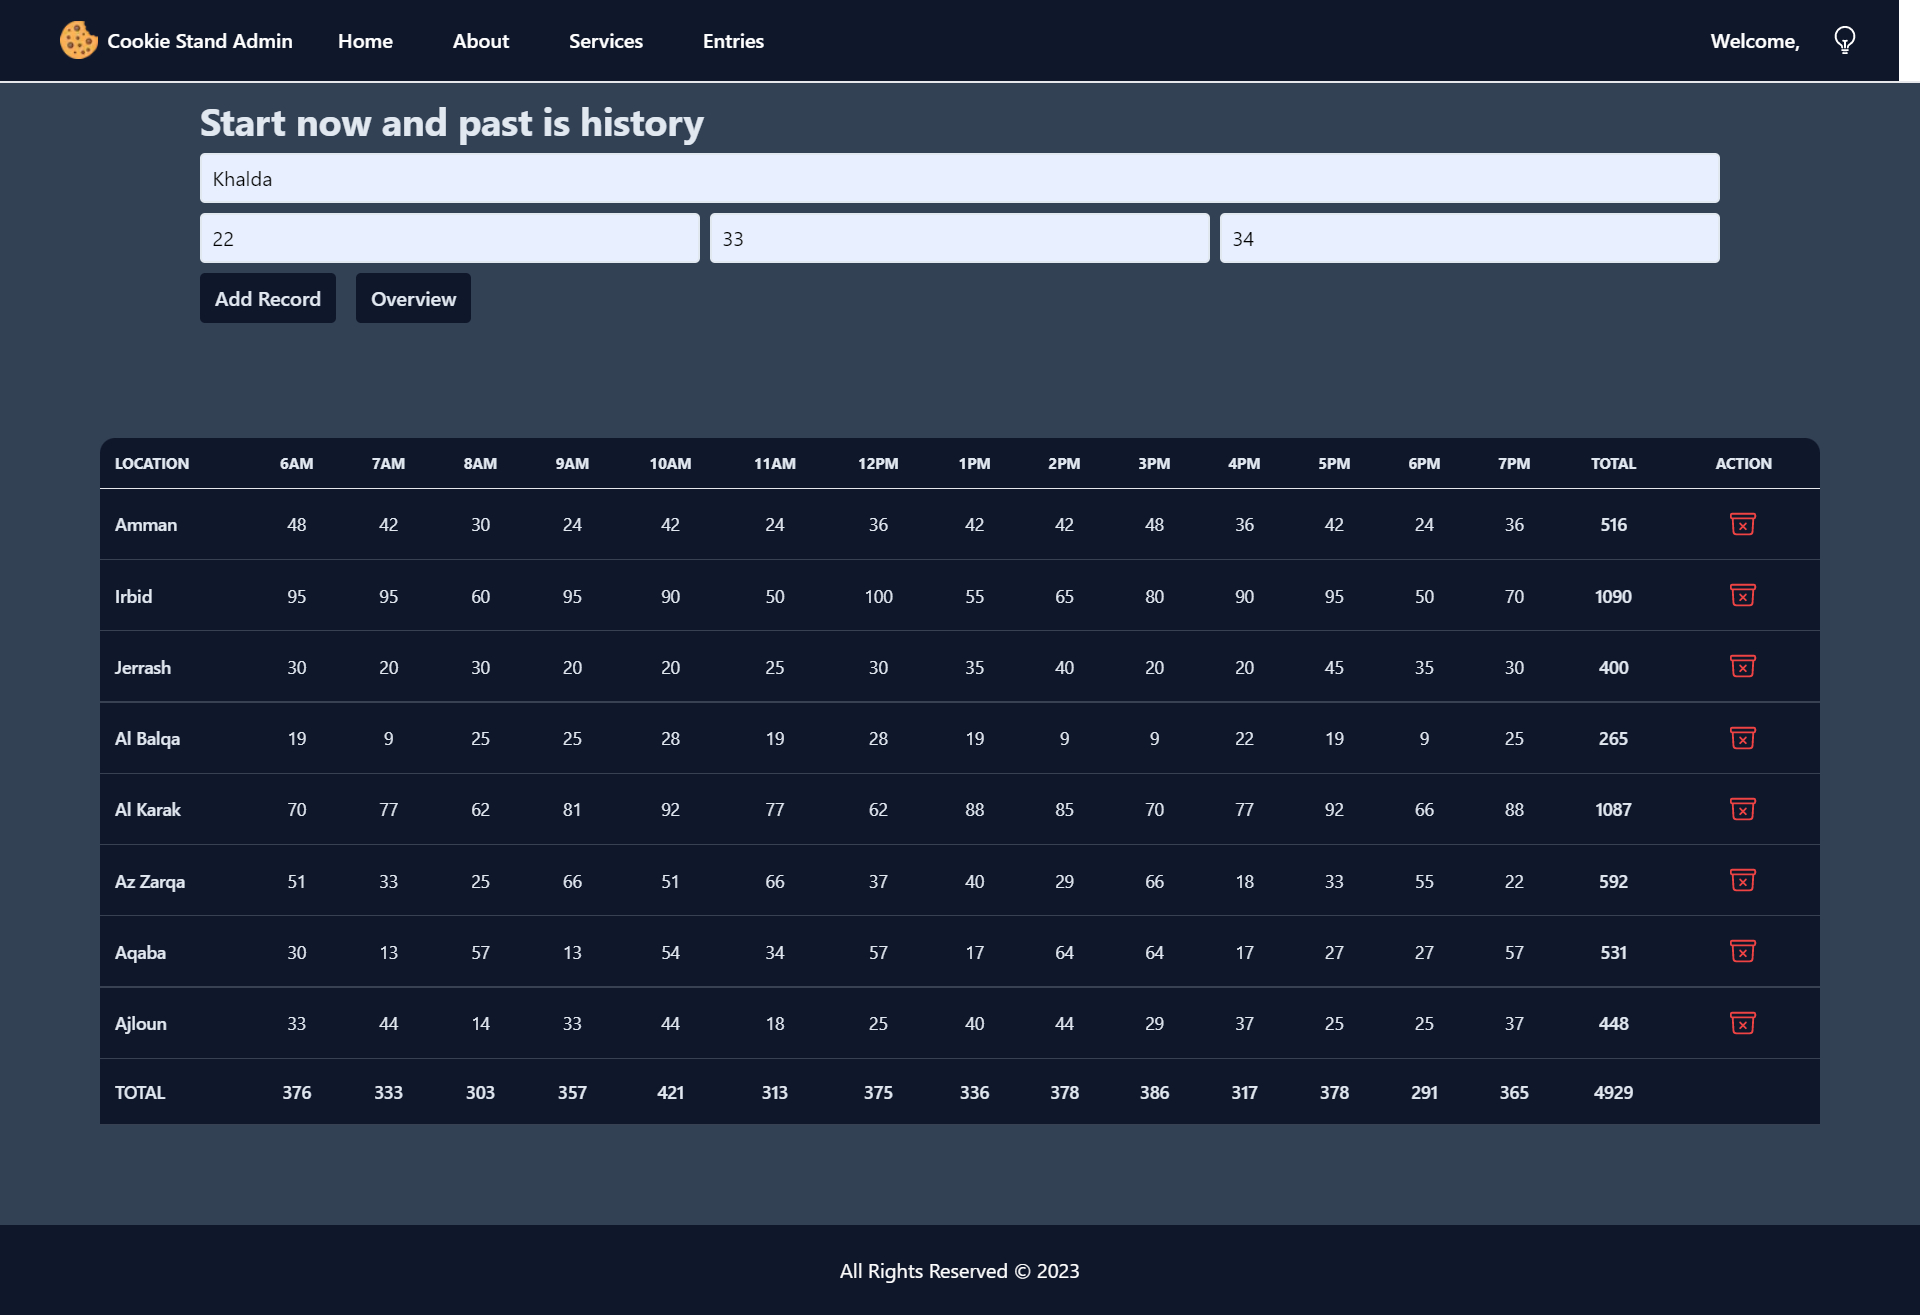 Cookie Stand Admin Home About Services Entries Welcome,
Start now and past is history
Khalda
22 33 34
Add Record Overview
LOCATION 6AM 7AM 8AM 9AM 10AM 11AM 12PM 1PM 2PM 3PM 4PM 5PM 6PM 7PM TOTAL ACTION
Amman 48 42 30 24 42 24 36 42 42 48 36 42 24 36 516
Irbid 95 95 60 95 90 50 100 55 65 80 90 95 50 70 1090
Jerrash 30 20 30 20 20 25 30 35 40 20 20 45 35 30 400
Al Balqa 19 9 25 25 28 19 28 19 9 9 22 19 9 25 265
Al Karak 70 77 62 81 92 77 62 88 85 70 77 92 66 88 1087
Az Zarqa 51 33 25 66 51 66 37 40 29 66 18 33 55 22 592
Aqaba 30 13 57 13 54 34 57 17 64 64 17 27 27 57 531
Ajloun 33 44 14 33 44 18 25 40 44 29 37 25 25 37 448
TOTAL 376 333 303 357 421 313 375 336 378 386 317 378 291 365 4929
All Rights Reserved © 2023